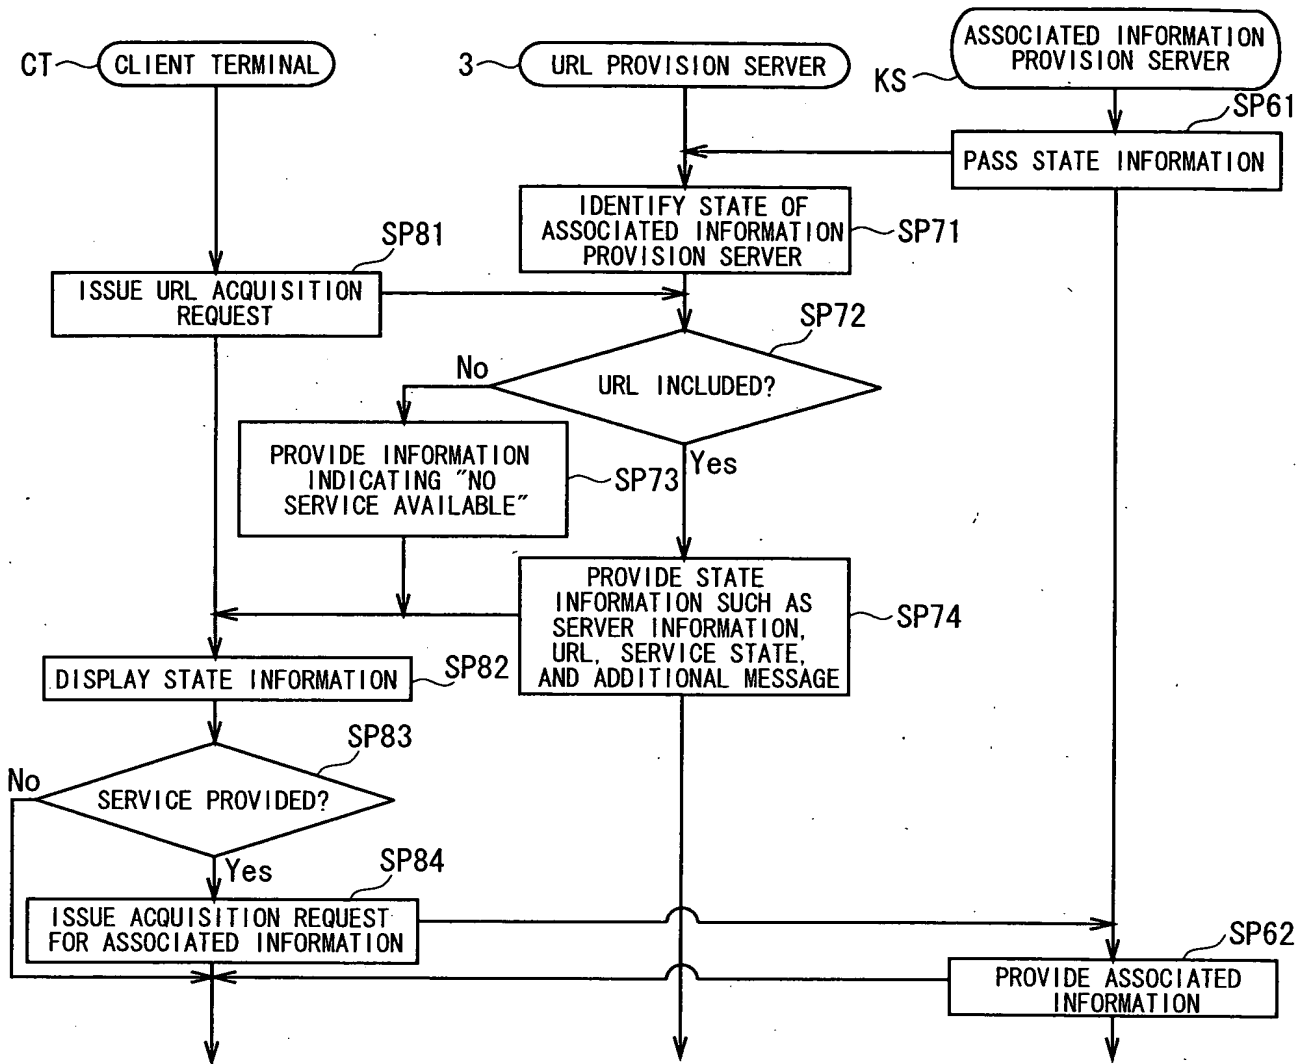 CT
CLIENT TERMINAL
3
URL PROVISION SERVER
ASSOCIATED INFORMATION
PROVISION SERVER
KS
SP61
PASS STATE INFORMATION
IDENTIFY STATE OF
ASSOCIATED INFORMATION
PROVISION SERVER
SP71
SP81
ISSUE URL ACQUISITION
REQUEST
SP72
URL INCLUDED?
No
Yes
PROVIDE INFORMATION
INDICATING "NO
SERVICE AVAILABLE"
SP73
PROVIDE STATE
INFORMATION SUCH AS
SERVER INFORMATION,
URL, SERVICE STATE,
AND ADDITIONAL MESSAGE
SP74
DISPLAY STATE INFORMATION
SP82
SP83
SERVICE PROVIDED?
No
Yes
SP84
ISSUE ACQUISITION REQUEST
FOR ASSOCIATED INFORMATION
SP62
PROVIDE ASSOCIATED
INFORMATION